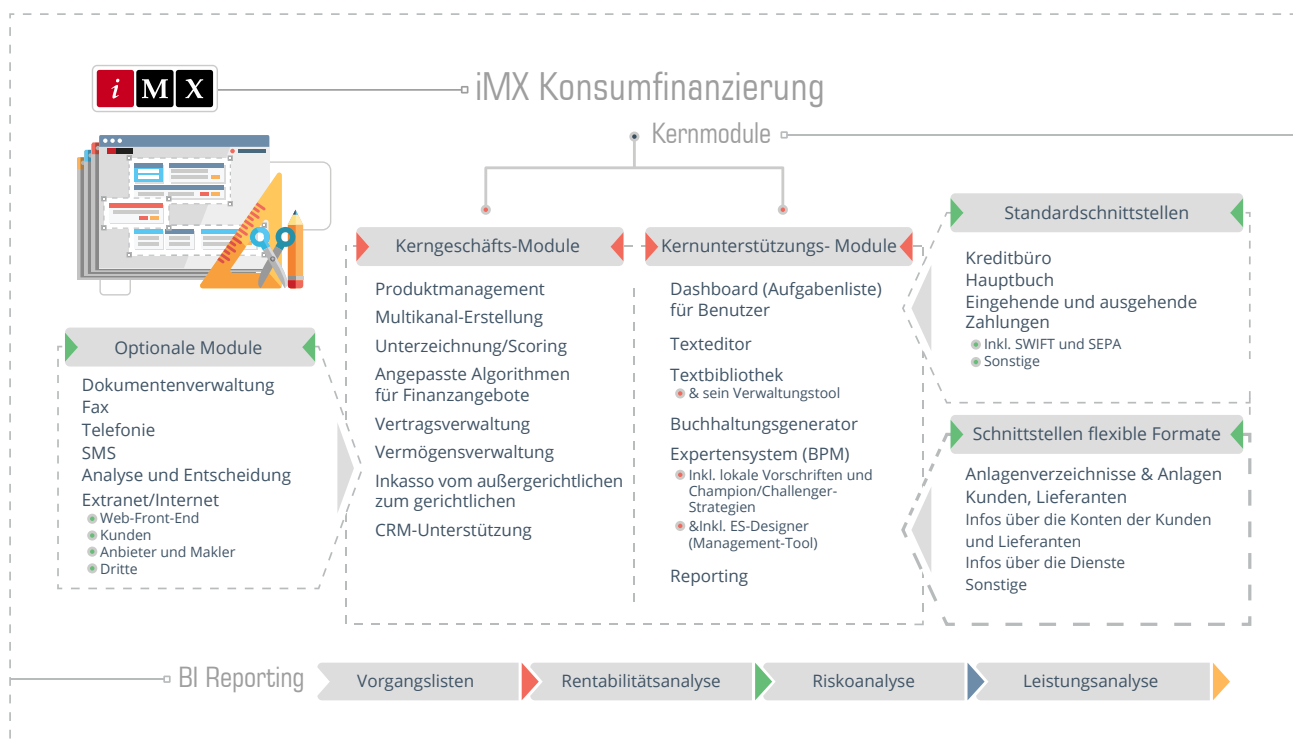 iMX
iMX Konsumfinanzierung
Kernmodule
Kerngeschäfts-Module
Produktmanagement
Multikanal-Erstellung
Unterzeichnung/Scoring
Angepasste Algorithmen
für Finanzangebote
Vertragsverwaltung
Vermögensverwaltung
Inkasso vom außergerichtlichen
zum gerichtlichen
CRM-Unterstützung
Kernunterstützungs- Module
Dashboard (Aufgabenliste)
für Benutzer
Texteditor
Textbibliothek
& sein Verwaltungstool
Buchhaltungsgenerator
Expertensystem (BPM)
Inkl. lokale Vorschriften und
Champion/Challenger-
Strategien
&Inkl. ES-Designer
(Management-Tool)
Reporting
Standardschnittstellen
Kreditbüro
Hauptbuch
Eingehende und ausgehende
Zahlungen
Inkl. SWIFT und SEPA
Sonstige
Schnittstellen flexible Formate
Anlagenverzeichnisse & Anlagen
Kunden, Lieferanten
Infos über die Konten der Kunden
und Lieferanten
Infos über die Dienste
Sonstige
Optionale Module
Dokumentenverwaltung
Fax
Telefonie
SMS
Analyse und Entscheidung
Extranet/Internet
Web-Front-End
Kunden
Anbieter und Makler
Dritte
BI Reporting
Vorgangslisten
Rentabilitätsanalyse
Riskoanalyse
Leistungsanalyse